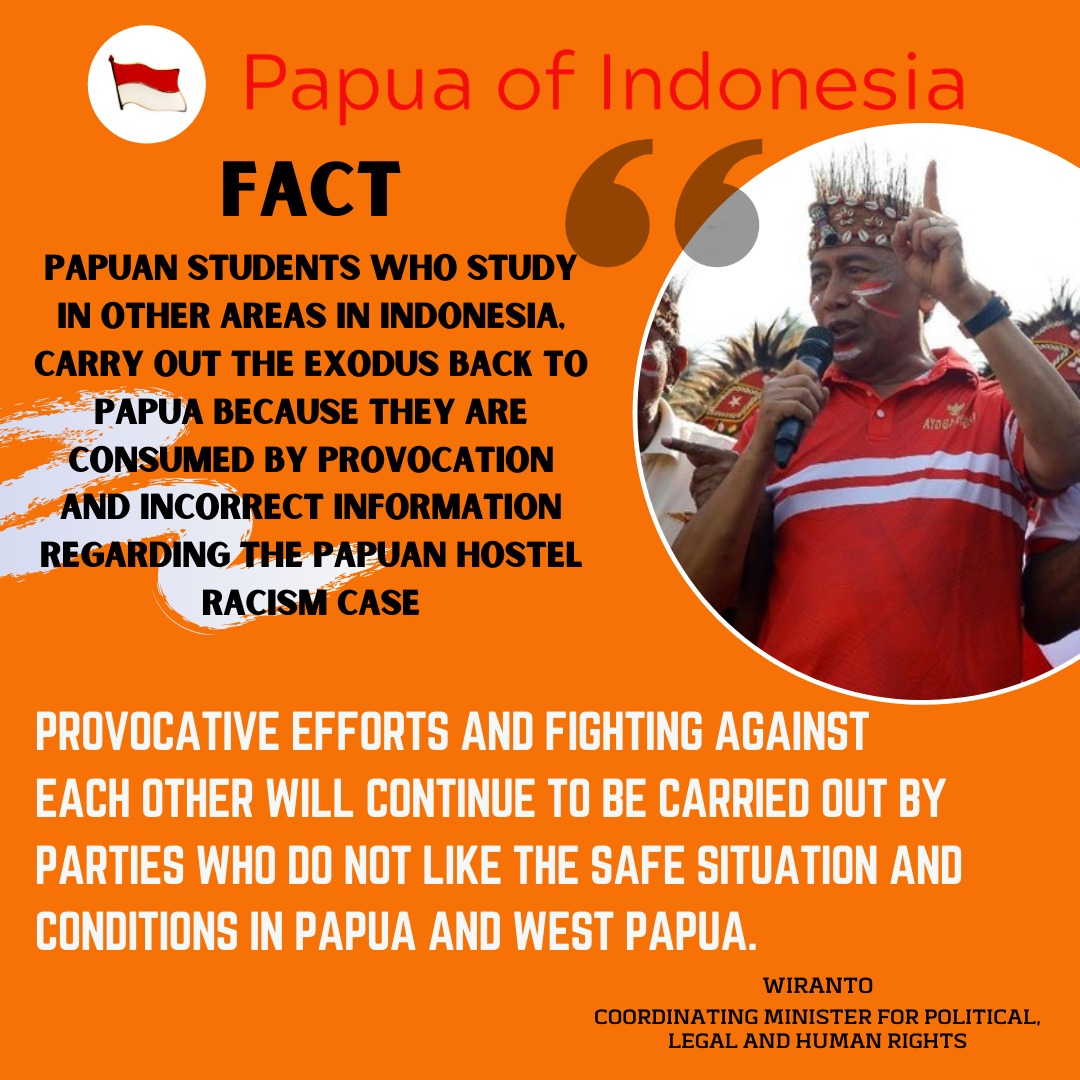 Papua of Indonesia
FACT
PAPUAN STUDENTS WHO STUDY
IN OTHER AREAS IN INDONESIA,
CARRY OUT THE EXODUS BACK TO
PAPUA BECAUSE THEY ARE
CONSUMED BY PROVOCATION
AND INCORRECT INFORMATION
REGARDING THE PAPUAN HOSTEL
RACISM CASE
PROVOCATIVE EFFORTS AND FIGHTING AGAINST
EACH OTHER WILL CONTINUE TO BE CARRIED OUT BY
PARTIES WHO DO NOT LIKE THE SAFE SITUATION AND
CONDITIONS IN PAPUA AND WEST PAPUA.
WIRANTO
COORDINATING MINISTER FOR POLITICAL,
LEGAL AND HUMAN RIGHTS